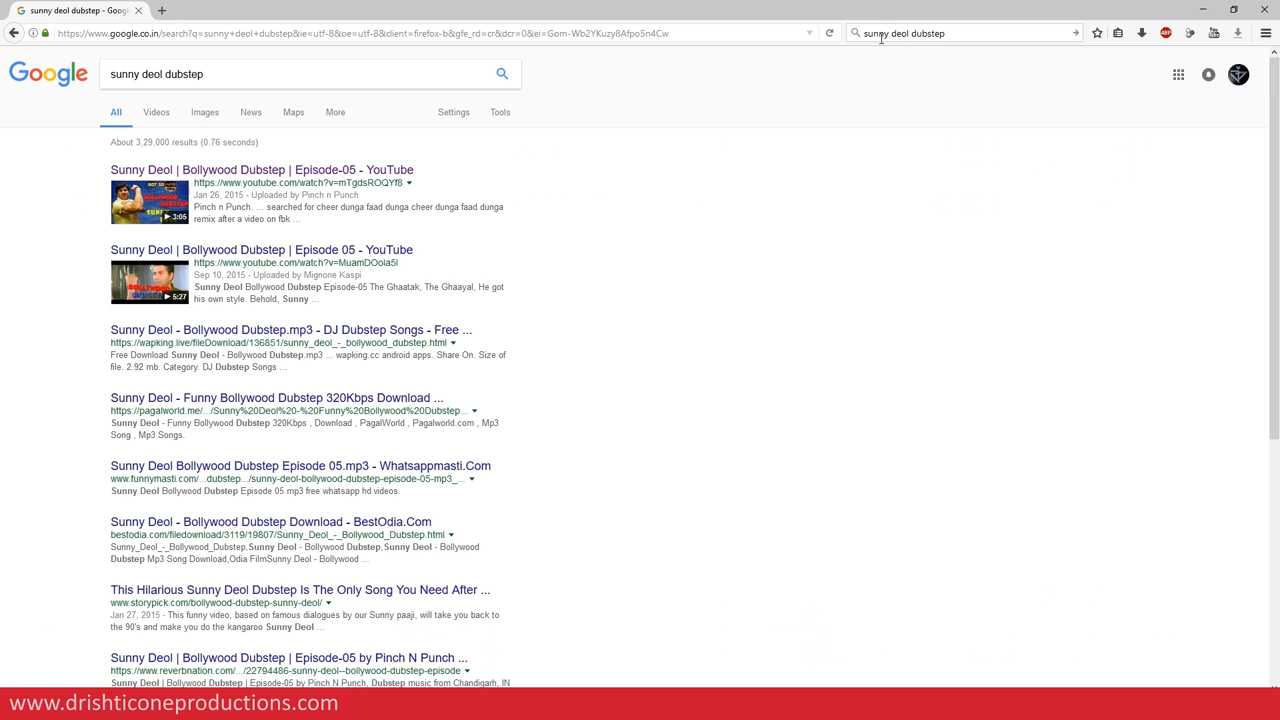 sunny deol dubstep - Googl
https://www.google.co.in/search?q=sunny+deol+dubstep&ie=utf-8&oe=utf-8&client=firefox-b&gfe_rd=cr&dcr=0&ei=Gom-Wb2YKuzy8Afpo5n4Cw
sunny deol dubstep
Google
sunny deol dubstep
All Videos Images News Maps More Settings Tools
About 3,29,000 results (0.76 seconds)
Sunny Deol | Bollywood Dubstep | Episode-05 - YouTube
https://www.youtube.com/watch?v=mTgdsROQYf8
Jan 26, 2015 - Uploaded by Pinch n Punch
Pinch n Punch. ... searched for cheer dunga faad dunga cheer dunga faad dunga
remix after a video on fbk ...
3:05
Sunny Deol | Bollywood Dubstep | Episode 05 - YouTube
https://www.youtube.com/watch?v=MuamDOola5I
Sep 10, 2015 - Uploaded by Mignone Kaspi
Sunny Deol Bollywood Dubstep Episode-05 The Ghaatak, The Ghaayal, He got
his own style. Behold, Sunny ...
5:27
Sunny Deol - Bollywood Dubstep.mp3 - DJ Dubstep Songs - Free ...
https://wapking.live/fileDownload/136851/sunny_deol_-_bollywood_dubstep.html
Free Download Sunny Deol - Bollywood Dubstep.mp3 ... wapking.cc android apps. Share On. Size of
file. 2.92 mb. Category. DJ Dubstep Songs ...
Sunny Deol - Funny Bollywood Dubstep 320Kbps Download ...
https://pagalworld.me/.../Sunny%20Deol%20-%20Funny%20Bollywood%20Dubstep...
Sunny Deol - Funny Bollywood Dubstep 320Kbps , Download , PagalWorld , Pagalworld.com , Mp3
Song , Mp3 Songs.
Sunny Deol Bollywood Dubstep Episode 05.mp3 - Whatsappmasti.Com
www.funnymasti.com/...dubstep.../sunny-deol-bollywood-dubstep-episode-05-mp3_...
Sunny Deol Bollywood Dubstep Episode 05.mp3 free whatsapp hd videos.
Sunny Deol - Bollywood Dubstep Download - BestOdia.Com
bestodia.com/filedownload/3119/19807/Sunny_Deol_-_Bollywood_Dubstep.html
Sunny_Deol_-_Bollywood_Dubstep,Sunny Deol - Bollywood Dubstep,Sunny Deol - Bollywood
Dubstep Mp3 Song Download,Odia FilmSunny Deol - Bollywood ...
This Hilarious Sunny Deol Dubstep Is The Only Song You Need After ...
www.storypick.com/bollywood-dubstep-sunny-deol/
Jan 27, 2015 - This funny video, based on famous dialogues by our Sunny paaji, will take you back to
the 90's and make you do the kangaroo Sunny Deol ...
Sunny Deol | Bollywood Dubstep | Episode-05 by Pinch N Punch ...
https://www.reverbnation.com/.../22794486-sunny-deol--bollywood-dubstep-episode
Sunny Deol | Bollywood Dubstep | Episode-05 by Pinch N Punch, Dubstep music from Chandigarh, IN
www.drishticoneproductions.com